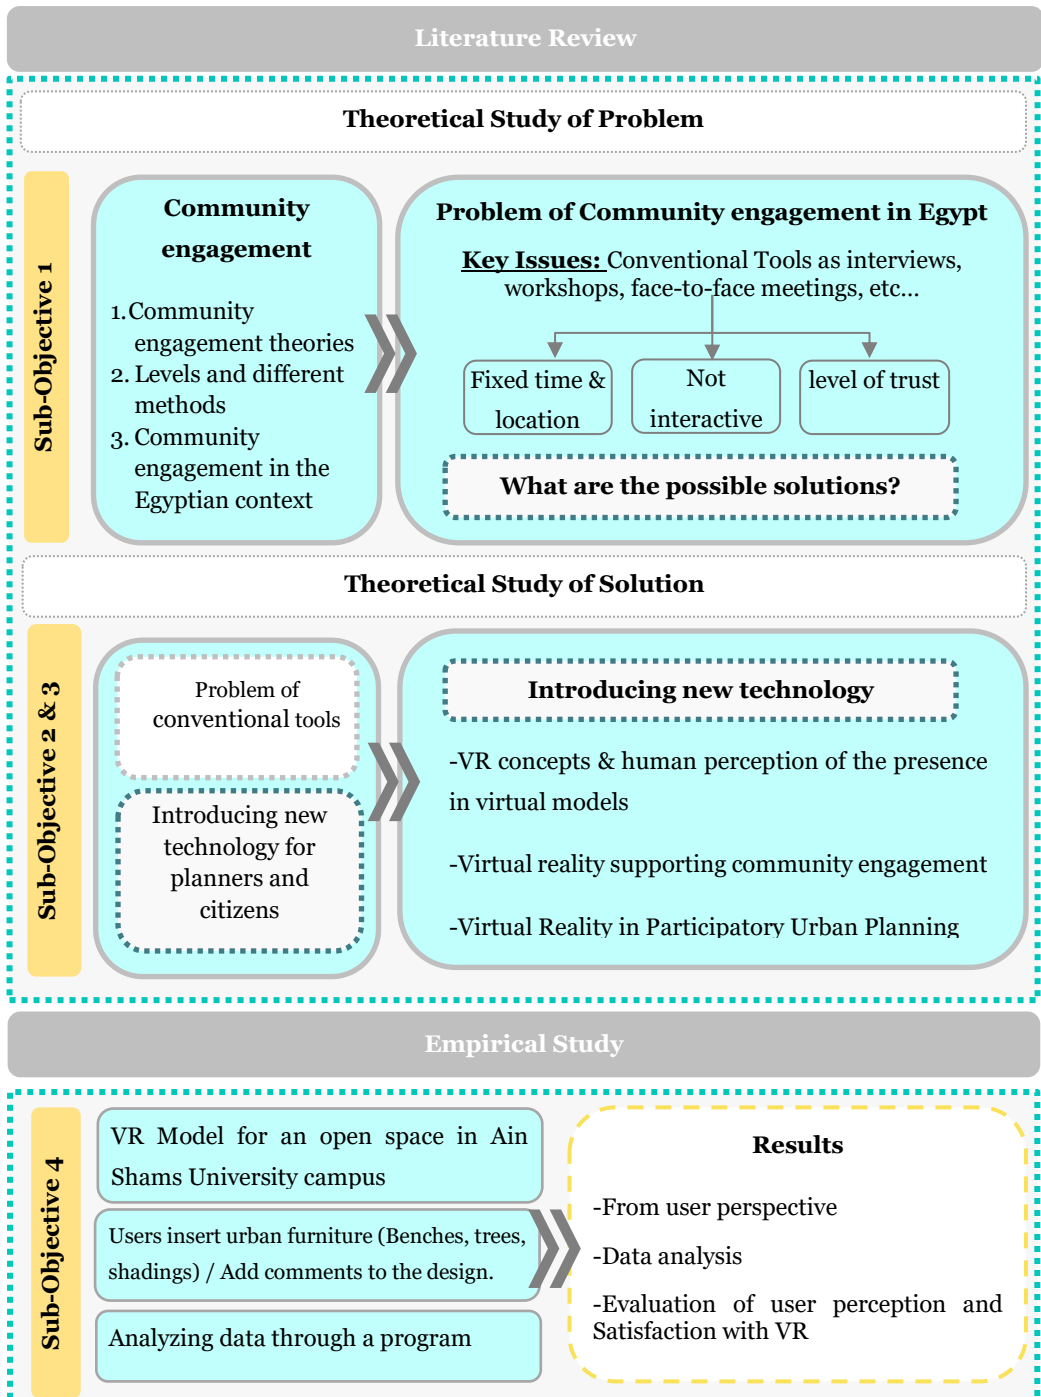 Literature Review
Theoretical Study of Problem
Sub-Objective 1
Community
engagement
1. Community
engagement theories
2. Levels and different
methods
3. Community
engagement in the
Egyptian context
Problem of Community engagement in Egypt
Key Issues: Conventional Tools as interviews,
workshops, face-to-face meetings, etc...
Fixed time &
location
Not
interactive
level of trust
What are the possible solutions?
Theoretical Study of Solution
Sub-Objective 2 & 3
Problem of
conventional tools
Introducing new
technology for
planners and
citizens
Introducing new technology
-VR concepts & human perception of the presence
in virtual models
-Virtual reality supporting community engagement
-Virtual Reality in Participatory Urban Planning
Empirical Study
Sub-Objective 4
VR Model for an open space in Ain
Shams University campus
Users insert urban furniture (Benches, trees,
shadings) / Add comments to the design.
Analyzing data through a program
Results
-From user perspective
-Data analysis
-Evaluation of user perception and
Satisfaction with VR